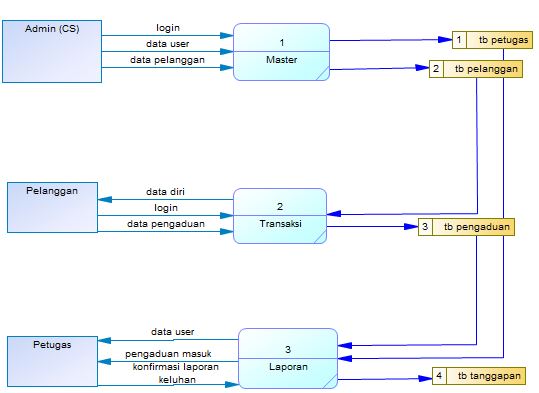 Admin (CS)
login
data user
data pelanggan
1
Master
1 tb petugas
2 tb pelanggan
Pelanggan
data diri
login
data pengaduan
2
Transaksi
3 tb pengaduan
Petugas
data user
pengaduan masuk
konfirmasi laporan
keluhan
3
Laporan
4 tb tanggapan